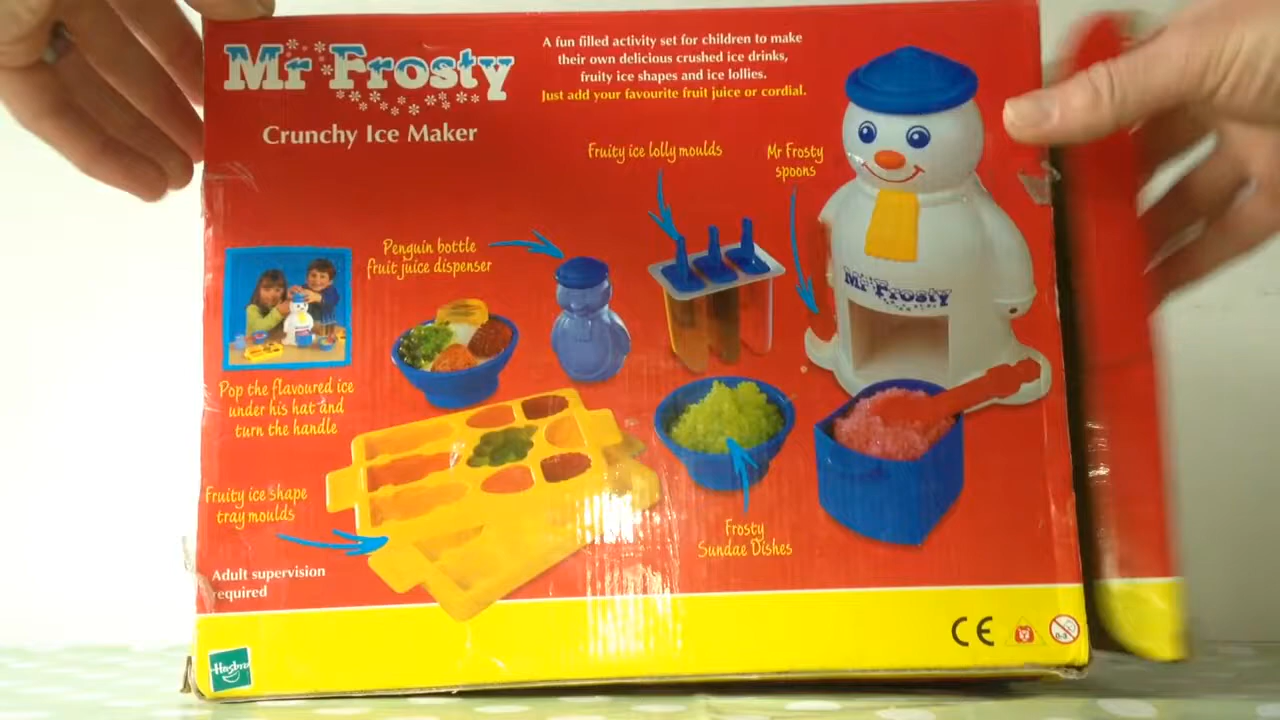 Mr Frosty
Crunchy Ice Maker
A fun filled activity set for children to make
their own delicious crushed ice drinks,
fruity ice shapes and ice lollies.
Just add your favourite fruit juice or cordial.
Fruity ice lolly moulds
Mr Frosty
spoons
Penguin bottle
fruit juice dispenser
Mr Frosty
Pop the flavoured ice
under his hat and
turn the handle
Fruity ice shape
tray moulds
Frosty
Sundae Dishes
Adult supervision
required
Hasbro
CE
0-3